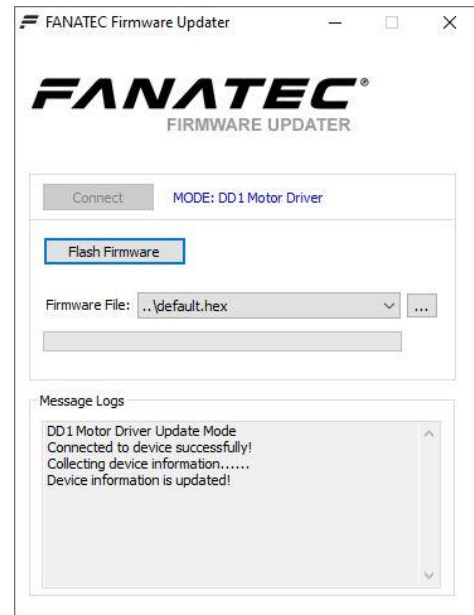 FANATEC Firmware Updater
FANATEC®
FIRMWARE UPDATER
Connect MODE: DD1 Motor Driver
Flash Firmware
Firmware File: ..\default.hex ...
Message Logs
DD1 Motor Driver Update Mode
Connected to device successfully!
Collecting device information......
Device information is updated!